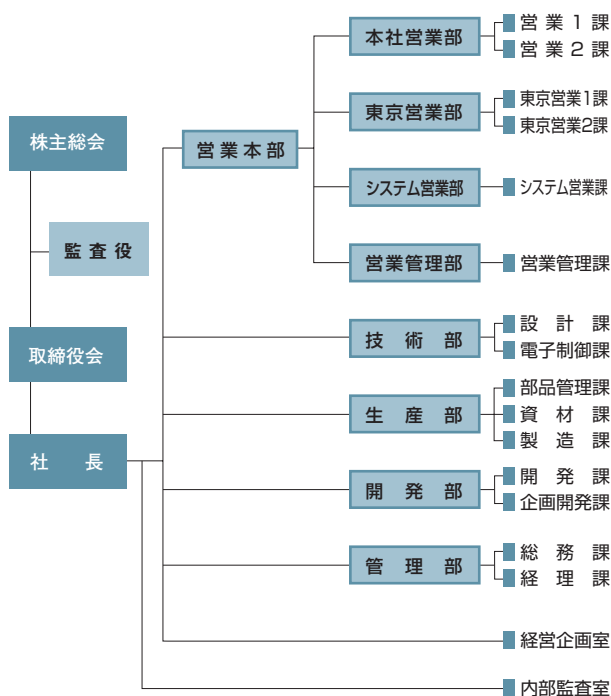 株主総会
監査役
取締役会
社長
営業本部
本社営業部
営業1課
営業2課
東京営業部
東京営業1課
東京営業2課
システム営業部
システム営業課
営業管理部
営業管理課
技術部
設計課
電子制御課
生産部
部品管理課
資材課
製造課
開発部
開発課
企画開発課
管理部
総務課
経理課
経営企画室
内部監査室